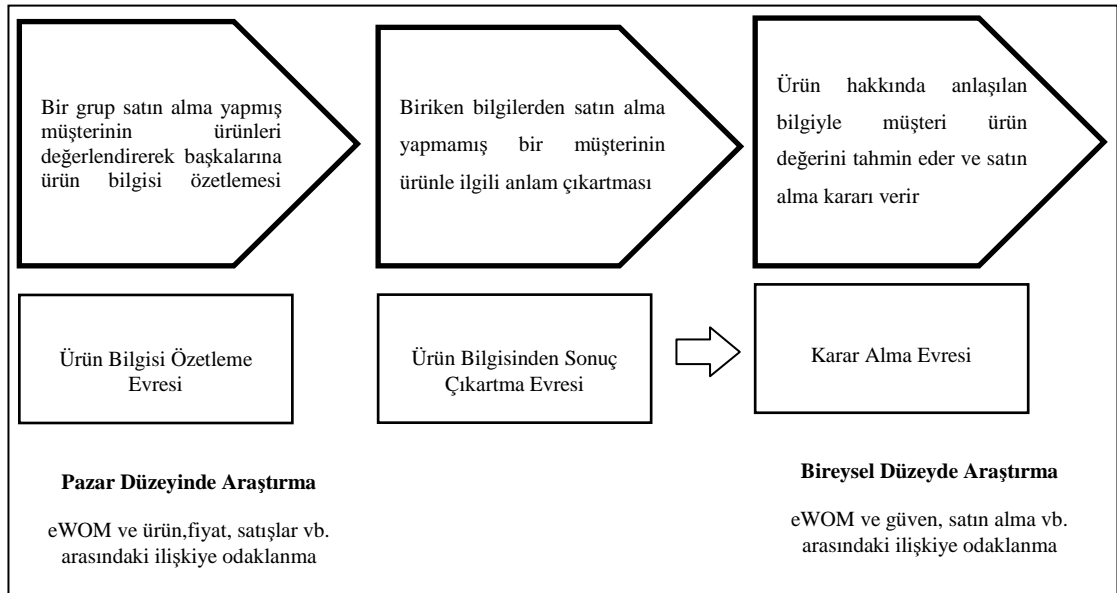 Bir grup satın alma yapmış
müşterinin ürünleri
değerlendirerek başkalarına
ürün bilgisi özetlemesi
Biriken bilgilerden satın alma
yapmamış bir müşterinin
ürünle ilgili anlam çıkartması
Ürün hakkında anlaşılan
bilgiyle müşteri ürün
değerini tahmin eder ve satın
alma kararı verir
Ürün Bilgisi Özetleme
Evresi
Ürün Bilgisinden Sonuç
Çıkartma Evresi
Karar Alma Evresi
Pazar Düzeyinde Araştırma
eWOM ve ürün,fiyat, satışlar vb.
arasındaki ilişkiye odaklanma
Bireysel Düzeyde Araştırma
eWOM ve güven, satın alma vb.
arasındaki ilişkiye odaklanma